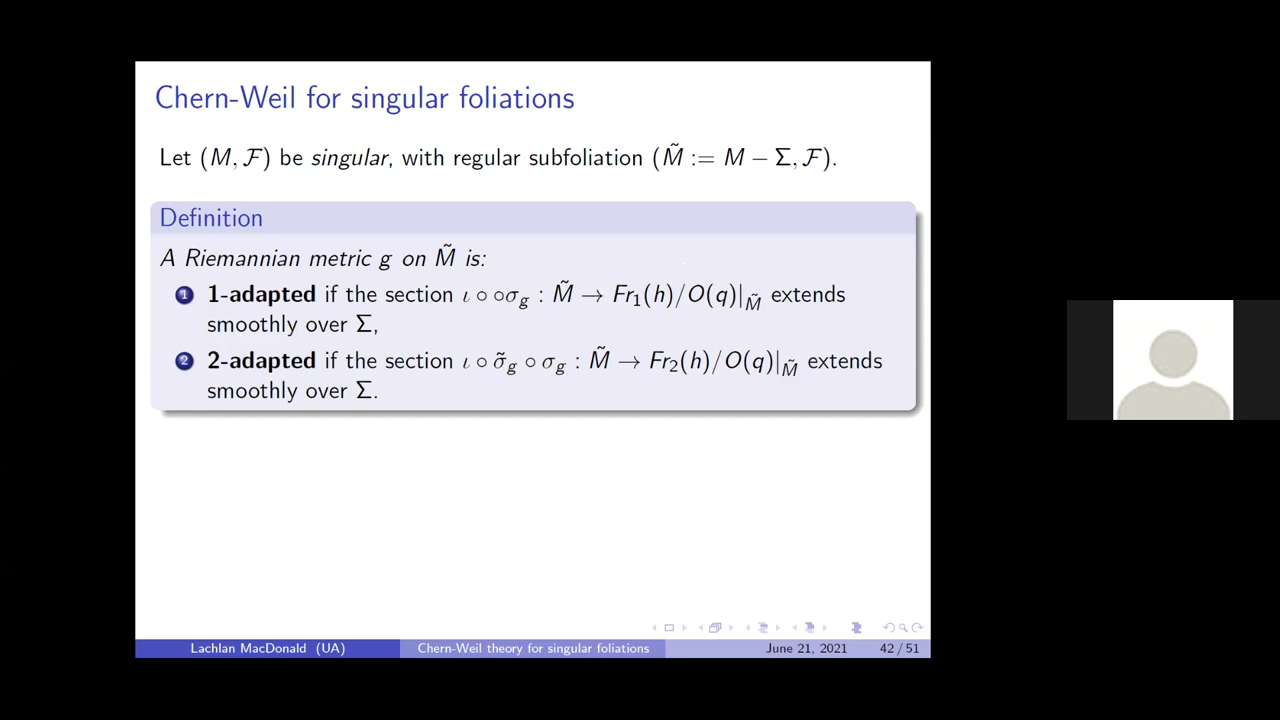 Chern-Weil for singular foliations
Let (M, ℱ) be singular, with regular subfoliation (M̃ := M − Σ, ℱ).
Definition
A Riemannian metric g on M̃ is:
1 1-adapted if the section ι ∘ ∘σ_g : M̃ → Fr₁(h)/O(q)|_M̃ extends
smoothly over Σ,
2 2-adapted if the section ι ∘ σ̃_g ∘ σ_g : M̃ → Fr₂(h)/O(q)|_M̃ extends
smoothly over Σ.
Lachlan MacDonald (UA) Chern-Weil theory for singular foliations June 21, 2021 42 / 51